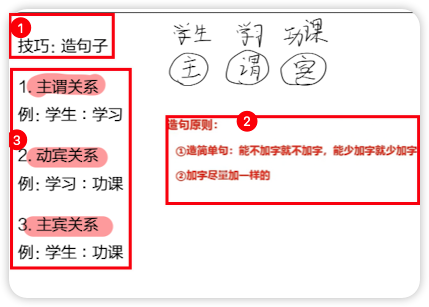 1
技巧：造句子
学生 学习 功课
主 谓 宾
3
1. 主谓关系
例：学生：学习
2. 动宾关系
例：学习：功课
3. 主宾关系
例：学生：功课
2
造句原则：
①造简单句：能不加字就不加字，能少加字就少加字
②加字尽量加一样的